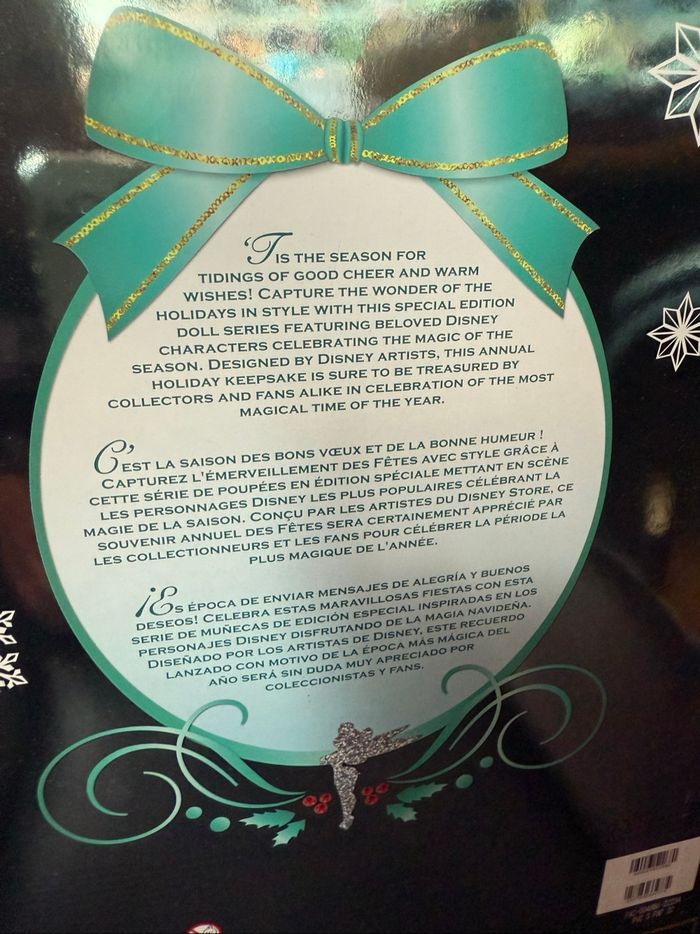 'Tis the season for
tidings of good cheer and warm
wishes! Capture the wonder of the
holidays in style with this special edition
doll series featuring beloved Disney
characters celebrating the magic of the
season. Designed by Disney artists, this annual
holiday keepsake is sure to be treasured by
collectors and fans alike in celebration of the most
magical time of the year.
C'est la saison des bons vœux et de la bonne humeur !
Capturez l'émerveillement des Fêtes avec style grâce à
cette série de poupées en édition spéciale mettant en scène
les personnages Disney les plus populaires célébrant la
magie de la saison. Conçu par les artistes du Disney Store, ce
souvenir annuel des Fêtes sera certainement apprécié par
les collectionneurs et les fans pour célébrer la période la
plus magique de l'année.
¡Es época de enviar mensajes de alegría y buenos
deseos! Celebra estas maravillosas fiestas con esta
serie de muñecas de edición especial inspiradas en los
personajes Disney disfrutando de la magia navideña.
Diseñado por los artistas de Disney, este recuerdo
lanzado con motivo de la época más mágica del
año será sin duda muy apreciado por
coleccionistas y fans.